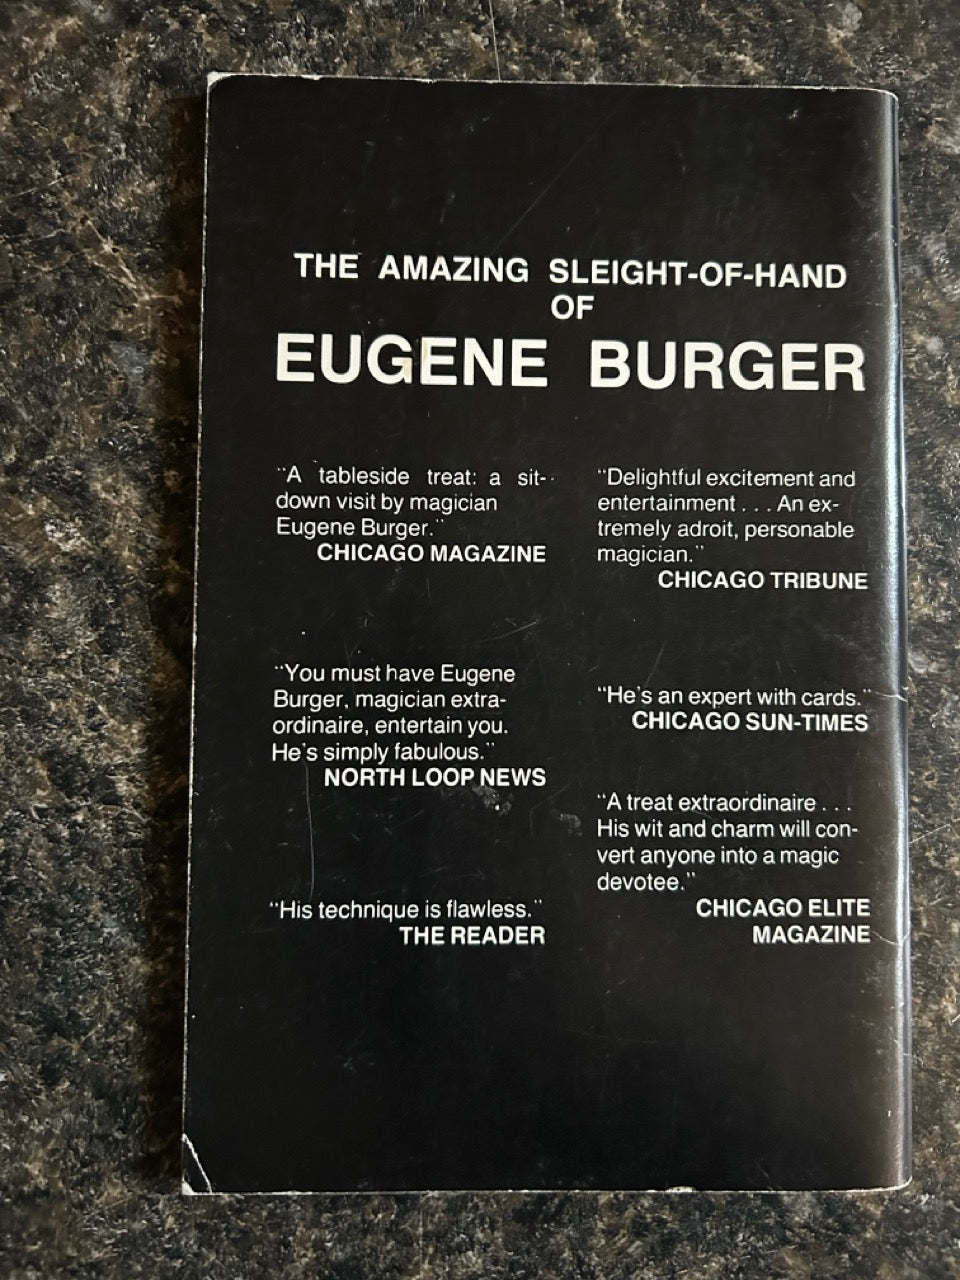 THE AMAZING SLEIGHT-OF-HAND
OF
EUGENE BURGER
"A tableside treat: a sit-
down visit by magician
Eugene Burger."
CHICAGO MAGAZINE
"You must have Eugene
Burger, magician extra-
ordinaire, entertain you.
He's simply fabulous."
NORTH LOOP NEWS
"His technique is flawless."
THE READER
"Delightful excitement and
entertainment . . . An ex-
tremely adroit, personable
magician."
CHICAGO TRIBUNE
"He's an expert with cards."
CHICAGO SUN-TIMES
"A treat extraordinaire . . .
His wit and charm will con-
vert anyone into a magic
devotee."
CHICAGO ELITE
MAGAZINE